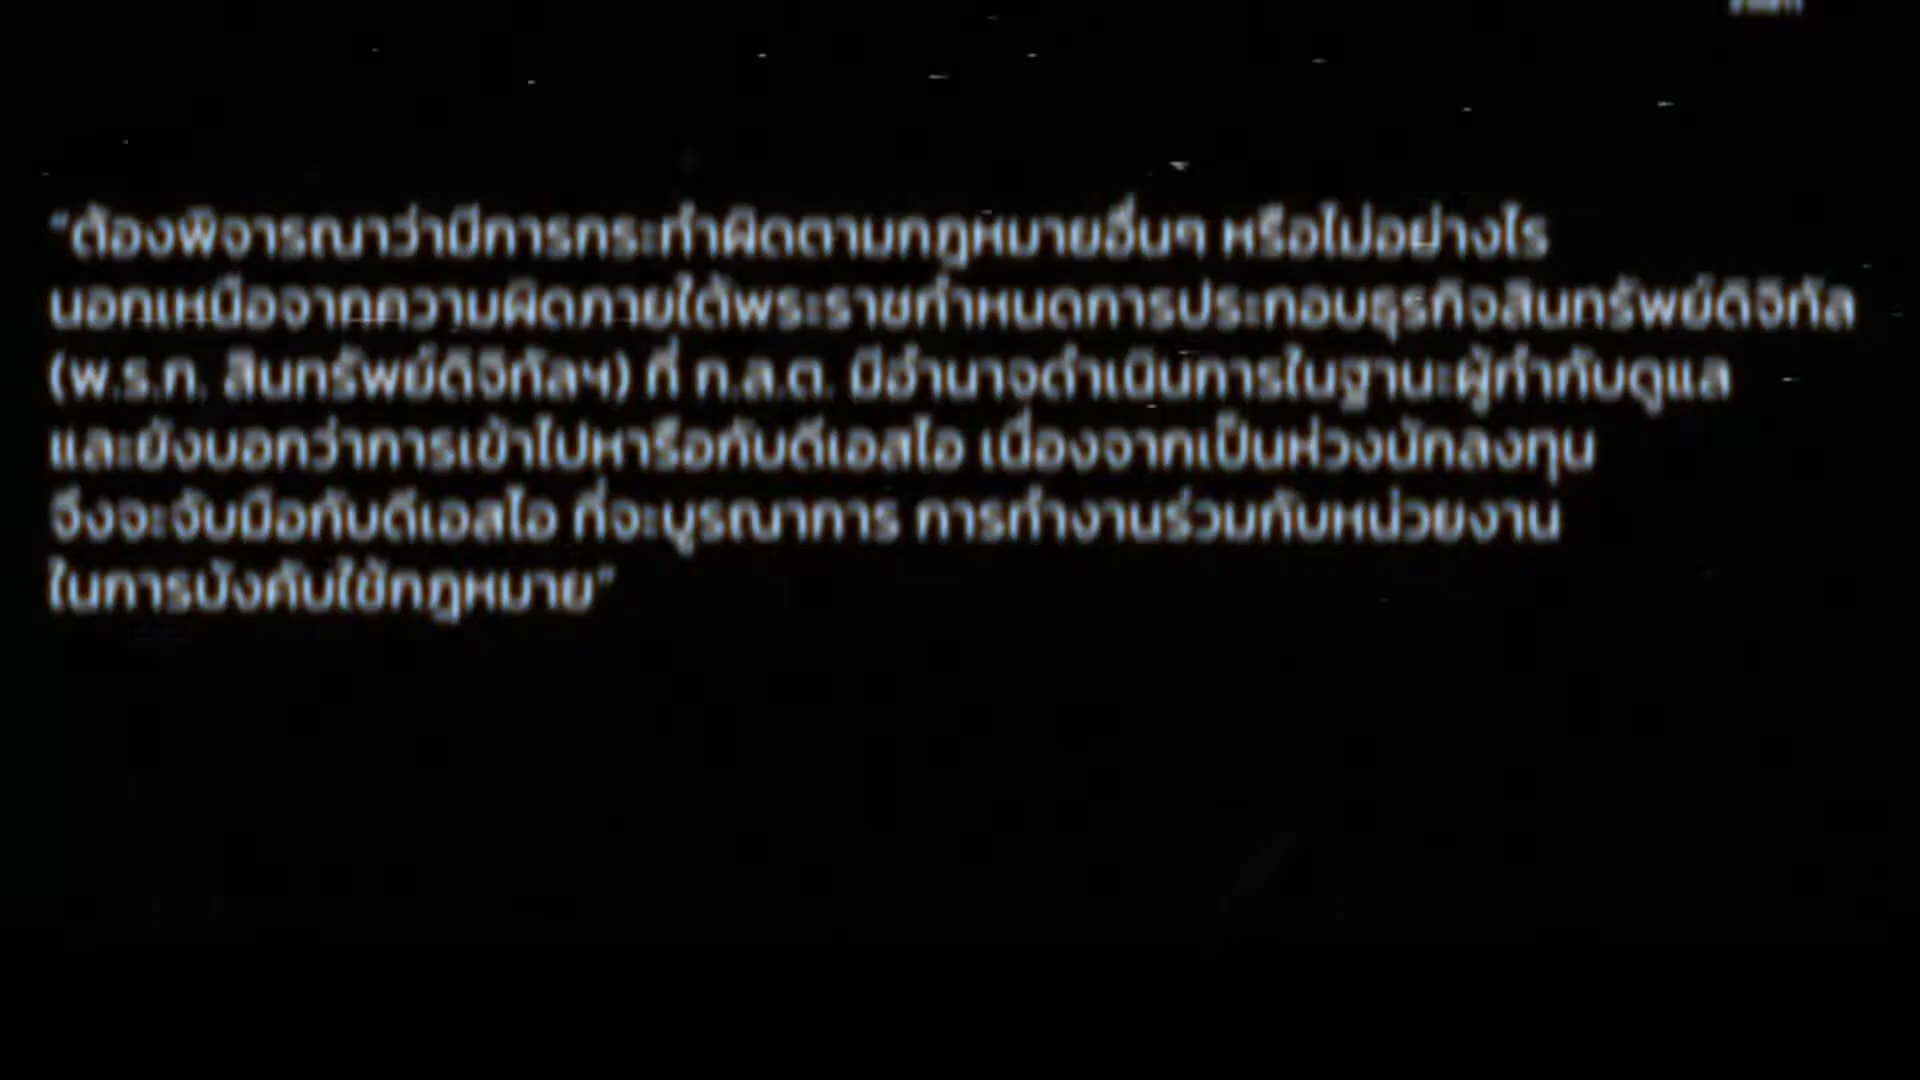 “ต้องพิจารณาว่ามีการกระทำผิดตามกฎหมายอื่นๆ หรือไม่อย่างไร
นอกเหนือจากความผิดภายใต้พระราชกำหนดการประกอบธุรกิจสินทรัพย์ดิจิทัล
(พ.ร.ก. สินทรัพย์ดิจิทัลฯ) ที่ ก.ล.ต. มีอำนาจดำเนินการในฐานะผู้กำกับดูแล
และยังบอกว่าการเข้าไปหารือกับดีเอสไอ เนื่องจากเป็นห่วงนักลงทุน
จึงจะจับมือกับดีเอสไอ ที่จะบูรณาการ การทำงานร่วมกับหน่วยงาน
ในการบังคับใช้กฎหมาย”